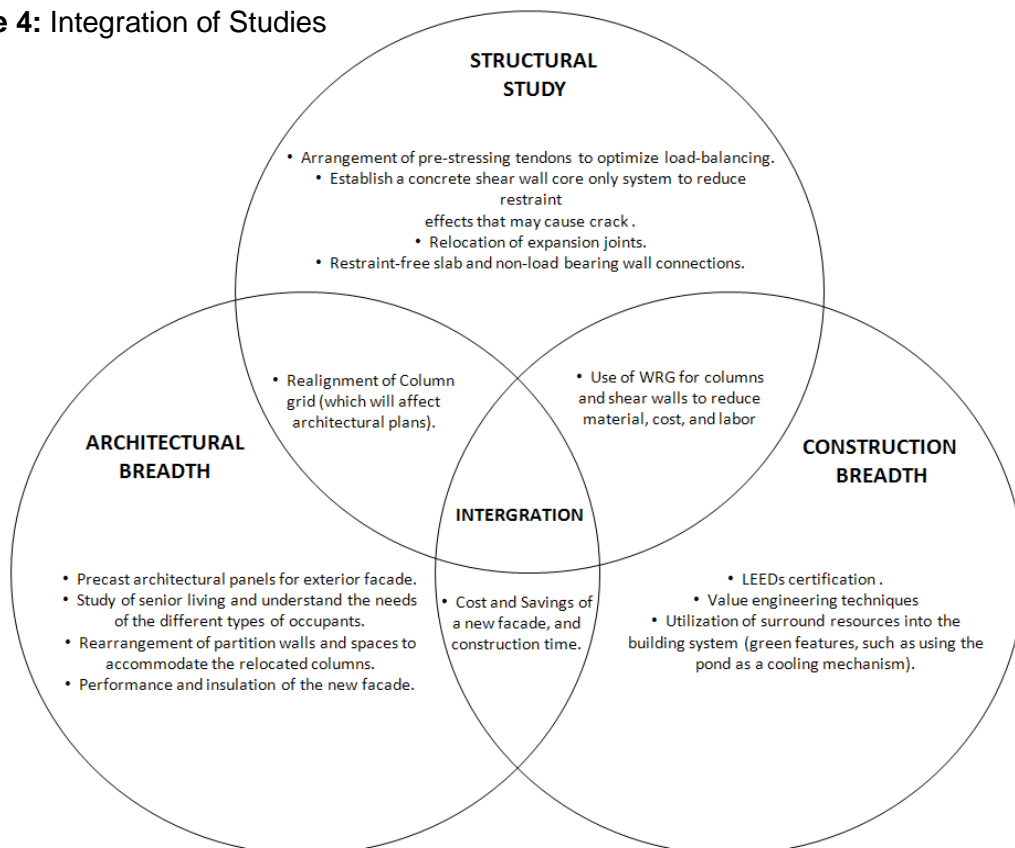 e 4: Integration of Studies
STRUCTURAL
STUDY
• Arrangement of pre-stressing tendons to optimize load-balancing.
• Establish a concrete shear wall core only system to reduce
restraint
effects that may cause crack .
• Relocation of expansion joints.
• Restraint-free slab and non-load bearing wall connections.
• Realignment of Column
grid (which will affect
architectural plans).
• Use of WRG for columns
and shear walls to reduce
material, cost, and labor
ARCHITECTURAL
BREADTH
CONSTRUCTION
BREADTH
INTERGRATION
• Precast architectural panels for exterior facade.
• Study of senior living and understand the needs
of the different types of occupants.
• Rearrangement of partition walls and spaces to
accommodate the relocated columns.
• Performance and insulation of the new facade.
• Cost and Savings of
a new facade, and
construction time.
• LEEDs certification .
• Value engineering techniques
• Utilization of surround resources into the
building system (green features, such as using the
pond as a cooling mechanism).